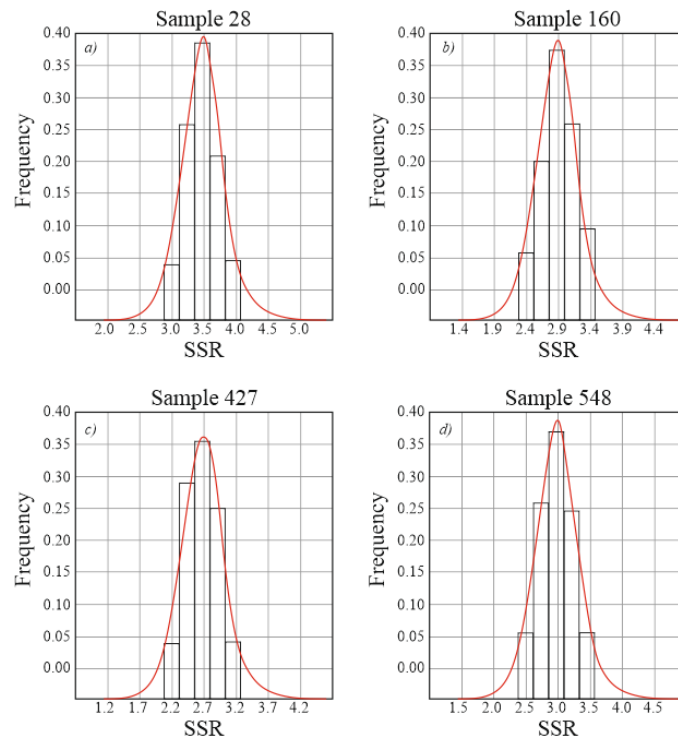 Sample 28
a)
Frequency
0.40
0.35
0.30
0.25
0.20
0.15
0.10
0.05
0.00
2.0 2.5 3.0 3.5 4.0 4.5 5.0
SSR
Sample 160
b)
Frequency
0.40
0.35
0.30
0.25
0.20
0.15
0.10
0.05
0.00
1.4 1.9 2.4 2.9 3.4 3.9 4.4
SSR
Sample 427
c)
Frequency
0.40
0.35
0.30
0.25
0.20
0.15
0.10
0.05
0.00
1.2 1.7 2.2 2.7 3.2 3.7 4.2
SSR
Sample 548
d)
Frequency
0.40
0.35
0.30
0.25
0.20
0.15
0.10
0.05
0.00
1.5 2.0 2.5 3.0 3.5 4.0 4.5
SSR